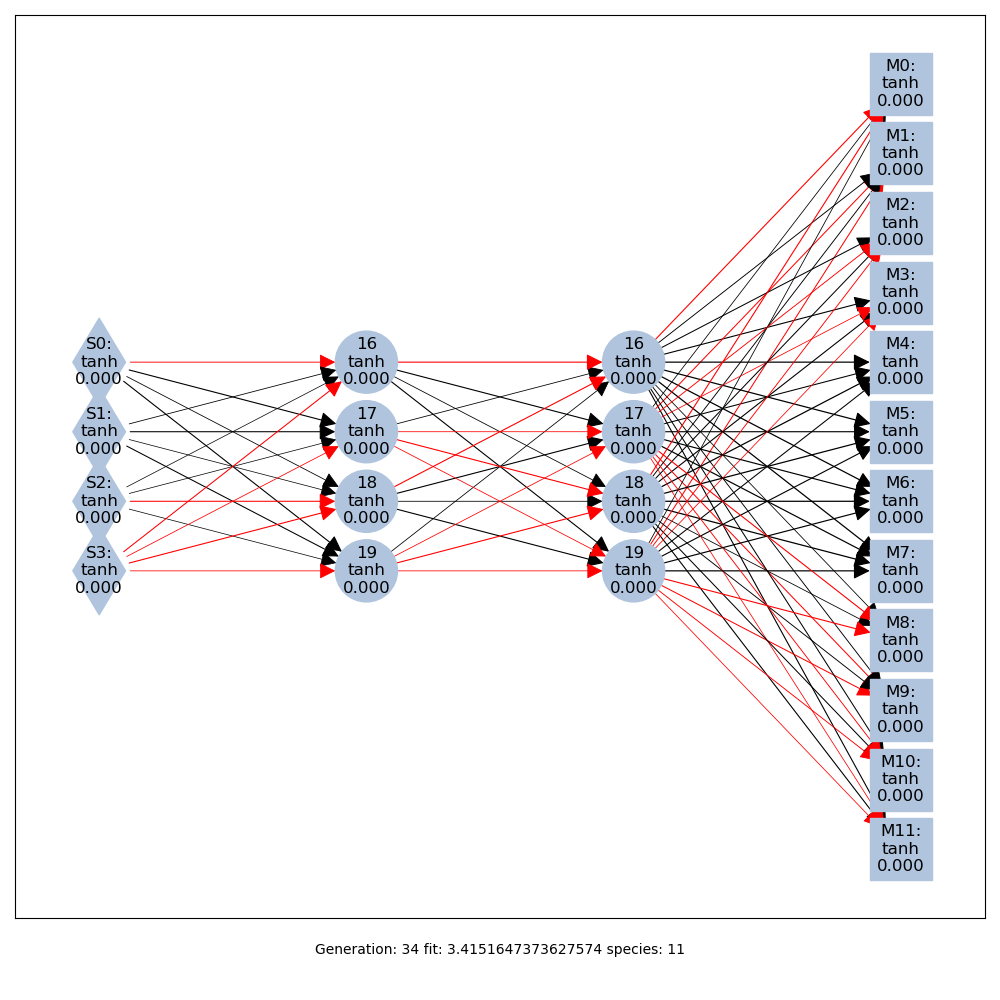 M0:
tanh
0.000
M1:
tanh
0.000
M2:
tanh
0.000
M3:
tanh
0.000
S0:
tanh
0.000
16
tanh
0.000
16
tanh
0.000
M4:
tanh
0.000
S1:
tanh
0.000
17
tanh
0.000
17
tanh
0.000
M5:
tanh
0.000
S2:
tanh
0.000
18
tanh
0.000
18
tanh
0.000
M6:
tanh
0.000
S3:
tanh
0.000
19
tanh
0.000
19
tanh
0.000
M7:
tanh
0.000
M8:
tanh
0.000
M9:
tanh
0.000
M10:
tanh
0.000
M11:
tanh
0.000
Generation: 34 fit: 3.4151647373627574 species: 11